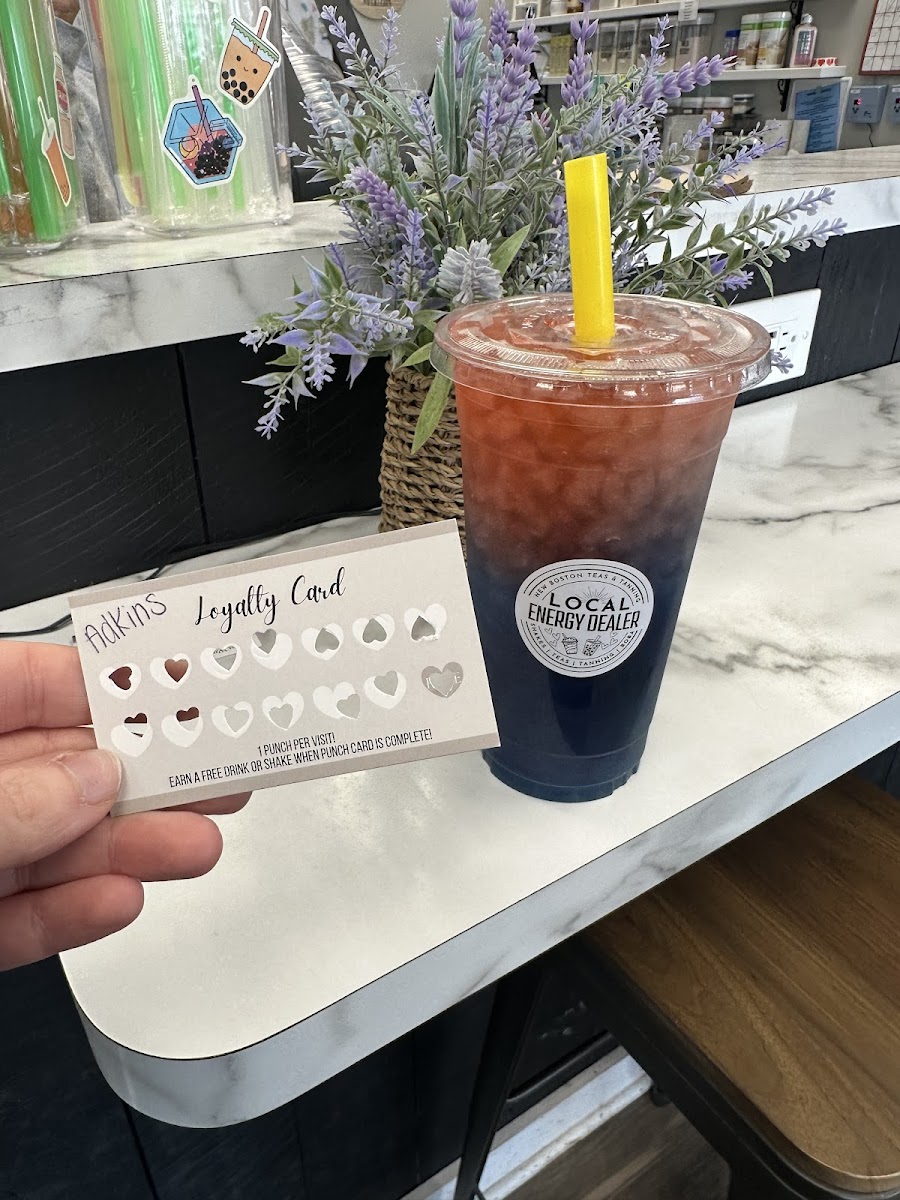 Adkins
Loyalty Card
1 PUNCH PER VISIT!
EARN A FREE DRINK OR SHAKE WHEN PUNCH CARD IS COMPLETE!
NEW BOSTON TEAS & TANNING
LOCAL
ENERGY DEALER
SHAKES | TEAS | TANNING | BOBA